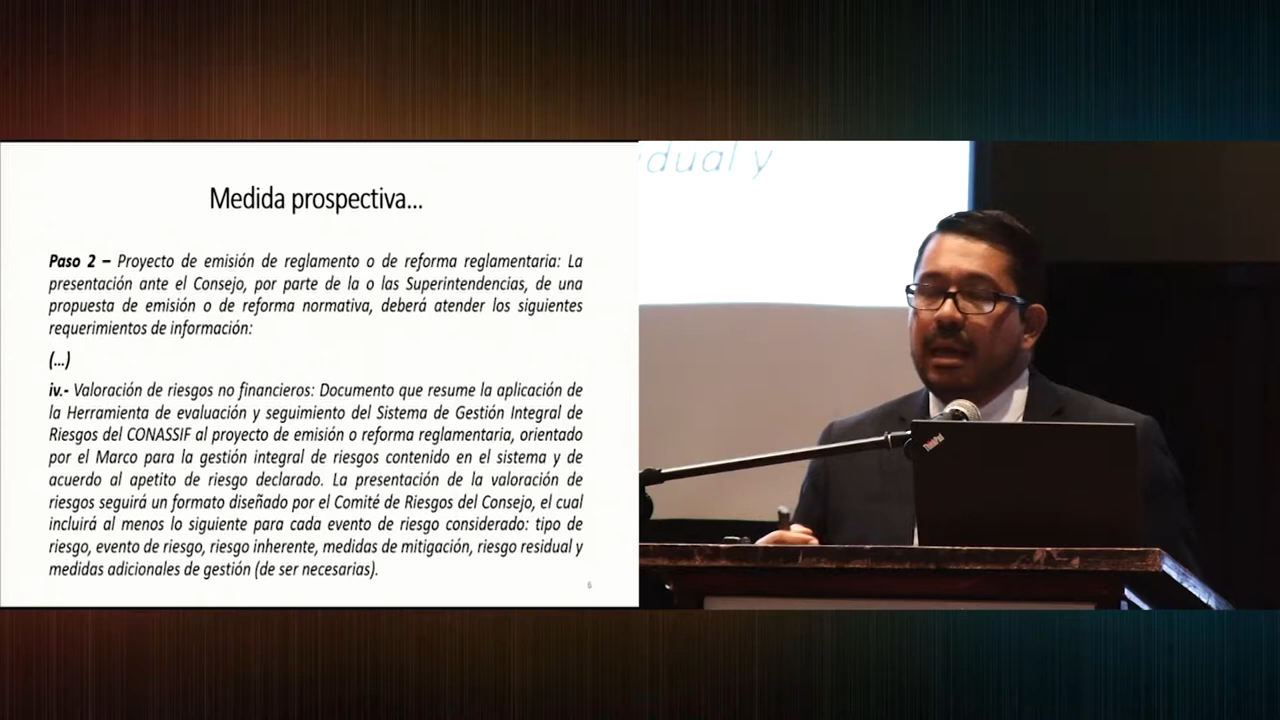 Medida prospectiva...
Paso 2 – Proyecto de emisión de reglamento o de reforma reglamentaria: La
presentación ante el Consejo, por parte de la o las Superintendencias, de una
propuesta de emisión o de reforma normativa, deberá atender los siguientes
requerimientos de información:
(...)
iv.- Valoración de riesgos no financieros: Documento que resume la aplicación de
la Herramienta de evaluación y seguimiento del Sistema de Gestión Integral de
Riesgos del CONASSIF al proyecto de emisión o reforma reglamentaria, orientado
por el Marco para la gestión integral de riesgos contenido en el sistema y de
acuerdo al apetito de riesgo declarado. La presentación de la valoración de
riesgos seguirá un formato diseñado por el Comité de Riesgos del Consejo, el cual
incluirá al menos lo siguiente para cada evento de riesgo considerado: tipo de
riesgo, evento de riesgo, riesgo inherente, medidas de mitigación, riesgo residual y
medidas adicionales de gestión (de ser necesarias).
6
dual y
ThinkPad